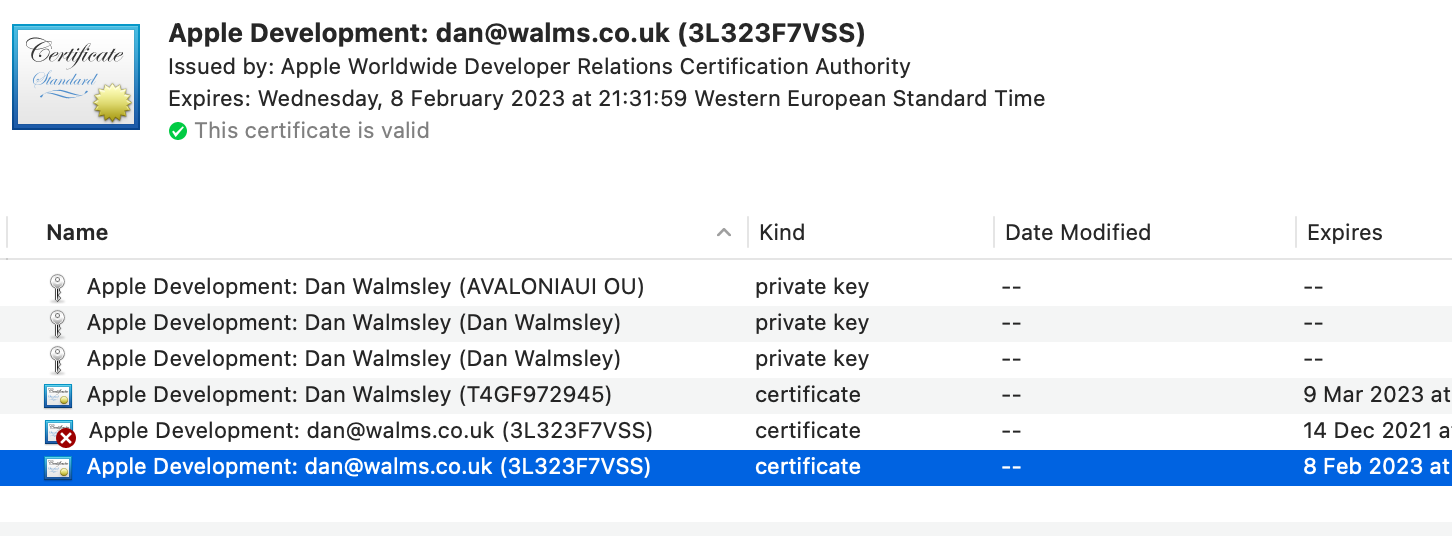 Apple Development: dan@walms.co.uk (3L323F7VSS)
Certificate
Standard
Issued by: Apple Worldwide Developer Relations Certification Authority
Expires: Wednesday, 8 February 2023 at 21:31:59 Western European Standard Time
This certificate is valid
Name Kind Date Modified Expires
Apple Development: Dan Walmsley (AVALONIAUI OU) private key -- --
Apple Development: Dan Walmsley (Dan Walmsley) private key -- --
Apple Development: Dan Walmsley (Dan Walmsley) private key -- --
Apple Development: Dan Walmsley (T4GF972945) certificate -- 9 Mar 2023 at
Apple Development: dan@walms.co.uk (3L323F7VSS) certificate -- 14 Dec 2021 a
Apple Development: dan@walms.co.uk (3L323F7VSS) certificate -- 8 Feb 2023 at